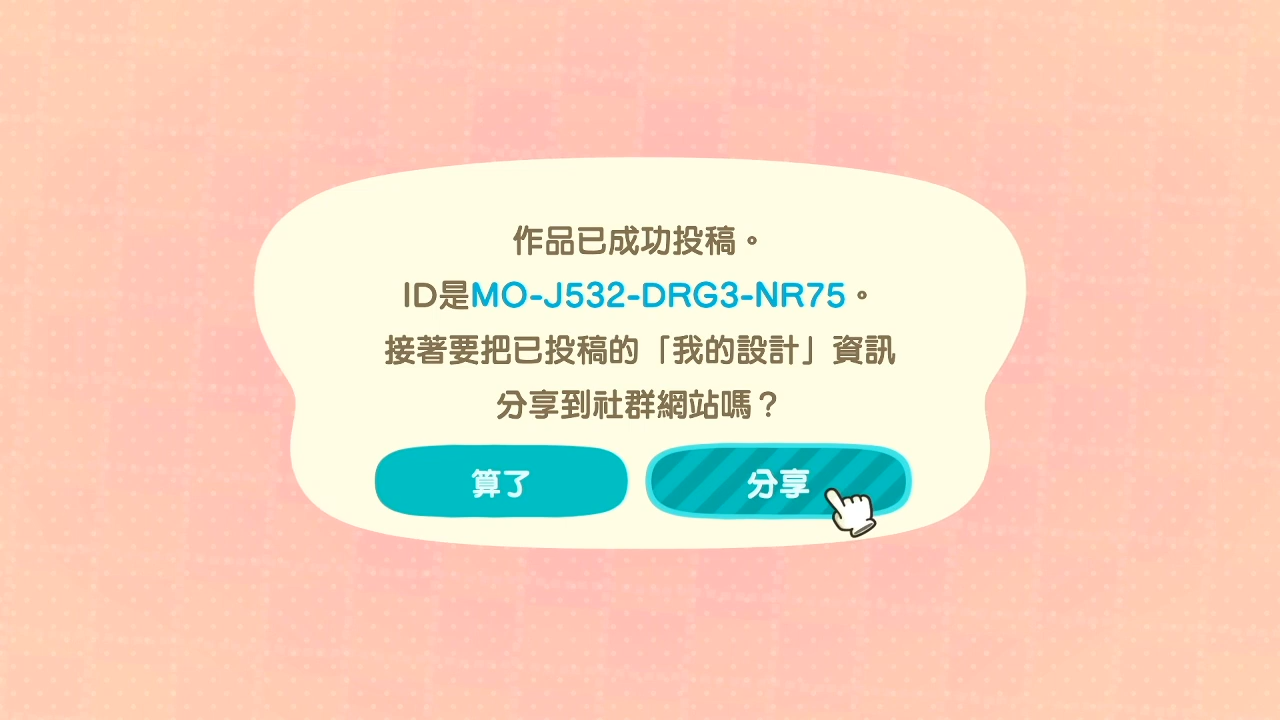 作品已成功投稿。
ID是MO-J532-DRG3-NR75。
接著要把已投稿的「我的設計」資訊
分享到社群網站嗎？
算了
分享